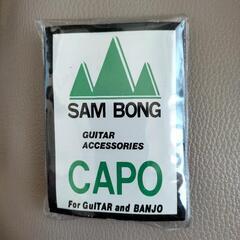 SAM BONG
GUITAR
ACCESSORIES
CAPO
For GuITAR and BANJO